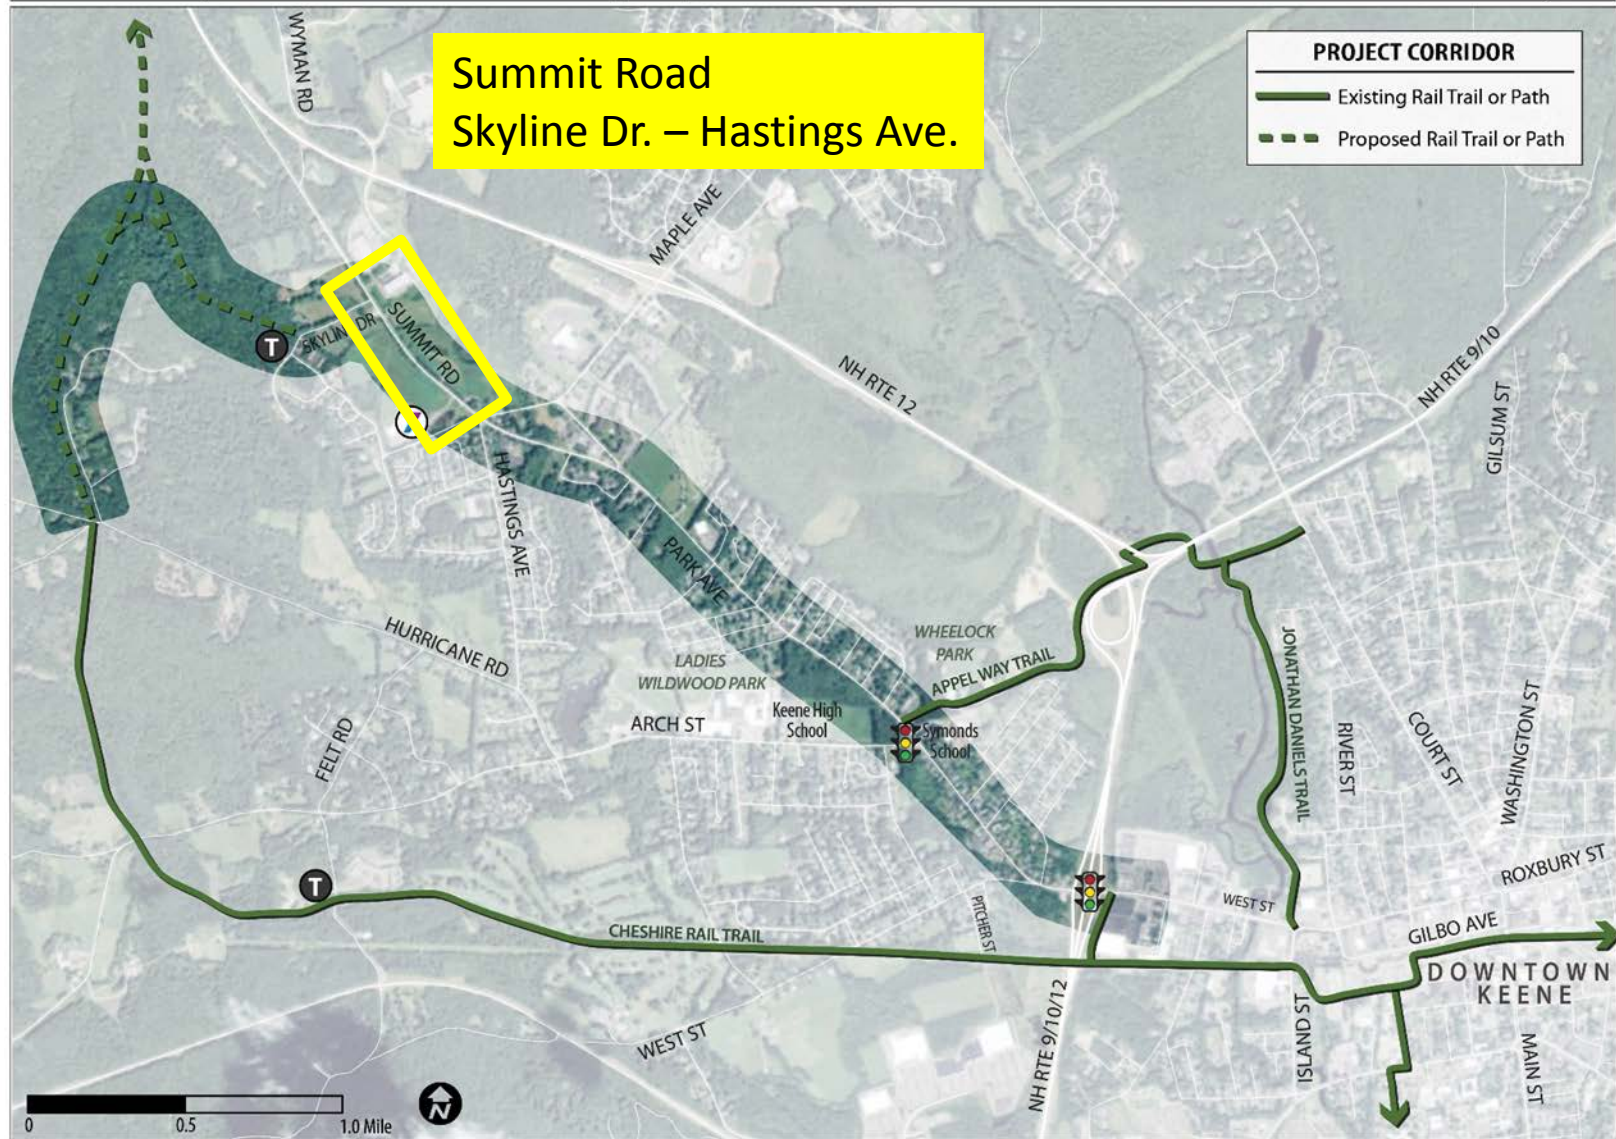 WYMAN RD
Summit Road
Skyline Dr. – Hastings Ave.
PROJECT CORRIDOR
Existing Rail Trail or Path
Proposed Rail Trail or Path
MAPLE AVE
SUMMIT RD
SKYLINE DR
T
NH RTE 12
NH RTE 9/10
GILSUM ST
HASTINGS AVE
PARK AVE
HURRICANE RD
WHEELOCK
PARK
APPEL WAY TRAIL
LADIES
WILDWOOD PARK
JONATHAN DANIELS TRAIL
Keene High
School
ARCH ST
Symonds
School
FELT RD
RIVER ST
COURT ST
WASHINGTON ST
ROXBURY ST
T
PITCHER ST
WEST ST
CHESHIRE RAIL TRAIL
GILBO AVE
DOWNTOWN
KEENE
WEST ST
NH RTE 9/10/12
ISLAND ST
MAIN ST
N
0 0.5 1.0 Mile